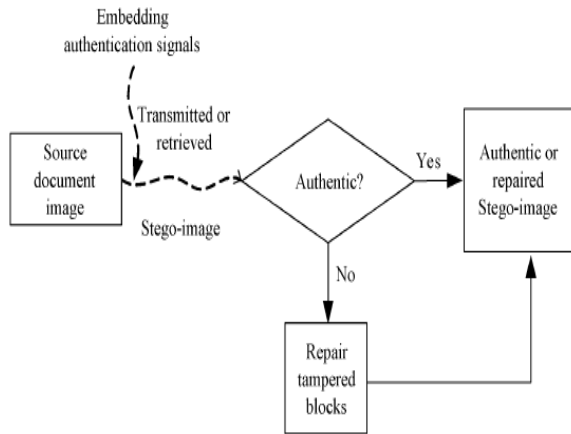 Embedding
authentication signals
Transmitted or
retrieved
Source
document
image
Stego-image
Authentic?
Yes
Authentic or
repaired
Stego-image
No
Repair
tampered
blocks